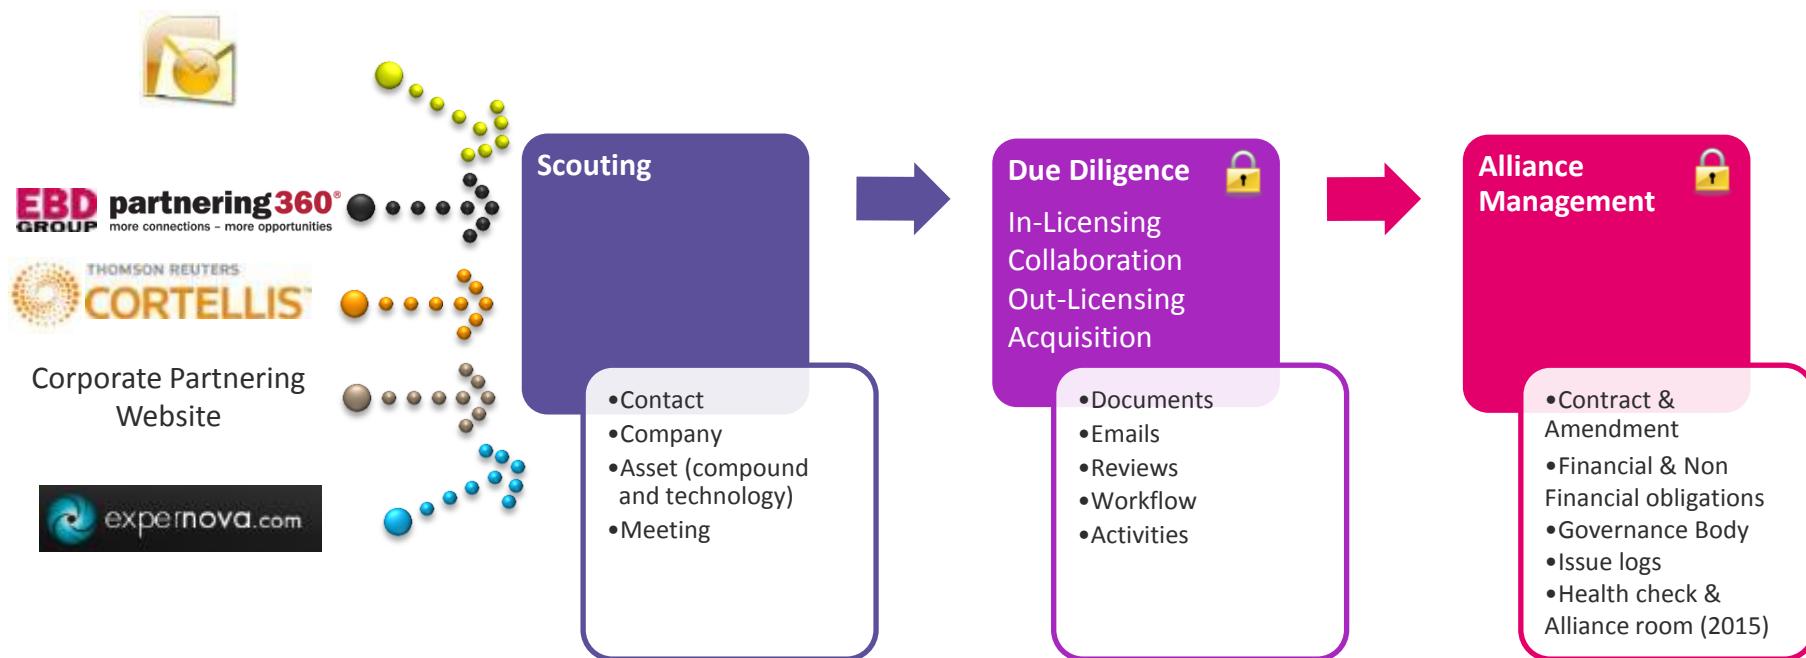 EBD
GROUP
partnering360®
more connections – more opportunities
THOMSON REUTERS
CORTELLIS™
Corporate Partnering
Website
expernova.com
Scouting
•Contact
•Company
•Asset (compound
and technology)
•Meeting
Due Diligence
In-Licensing
Collaboration
Out-Licensing
Acquisition
•Documents
•Emails
•Reviews
•Workflow
•Activities
Alliance
Management
•Contract &
Amendment
•Financial & Non
Financial obligations
•Governance Body
•Issue logs
•Health check &
Alliance room (2015)